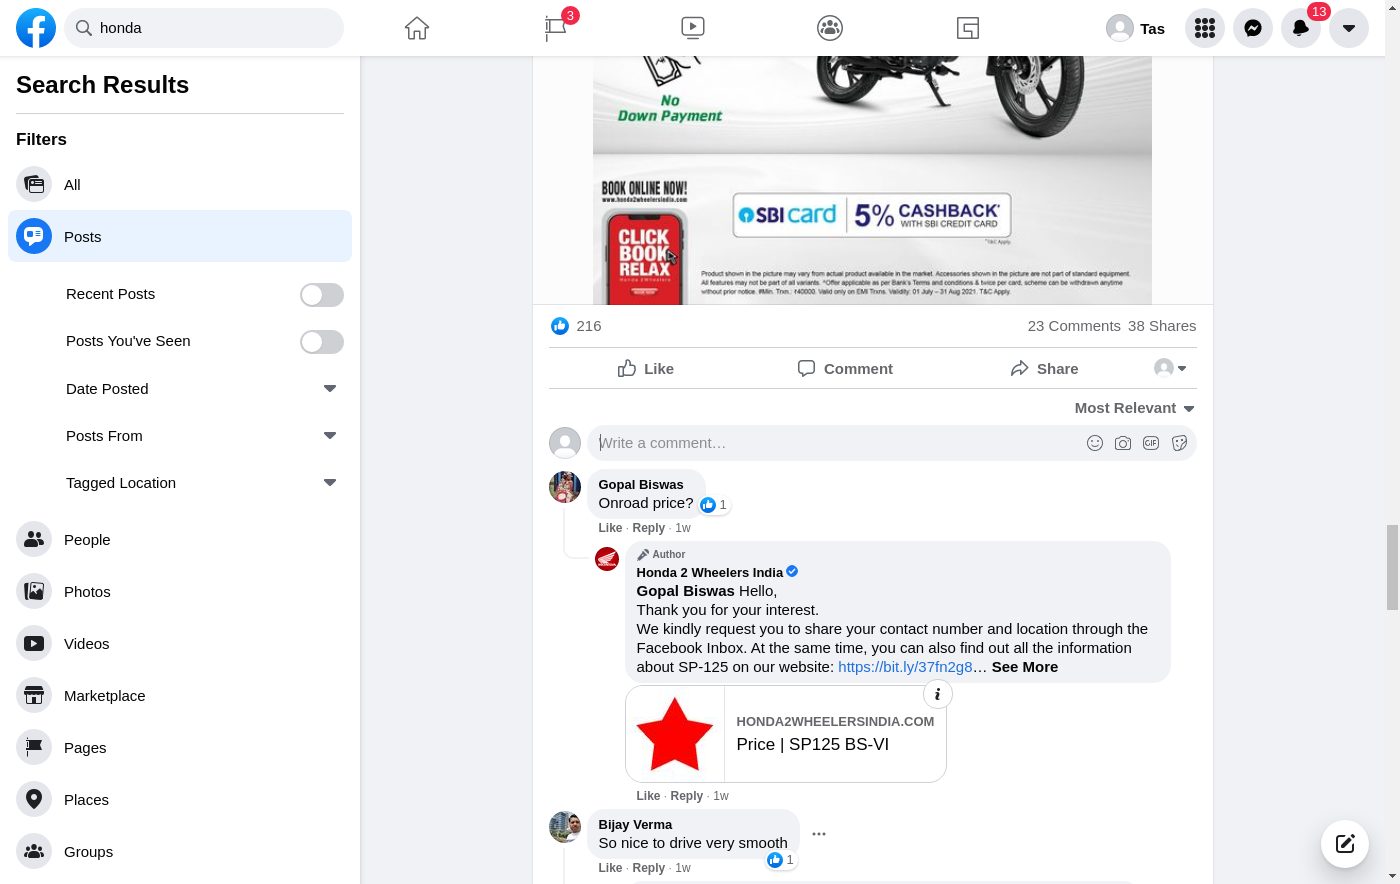 honda
3
Tas
13
Search Results
Filters
All
Posts
Recent Posts
Posts You've Seen
Date Posted
Posts From
Tagged Location
People
Photos
Videos
Marketplace
Pages
Places
Groups
No
Down Payment
BOOK ONLINE NOW!
www.honda2wheelersindia.com
CLICK
BOOK
RELAX
Honda 2Wheelers
SBI card
5% CASHBACK*
WITH SBI CREDIT CARD
*T&C Apply.
Product shown in the picture may vary from actual product available in the market. Accessories shown in the picture are not part of standard equipment.
All features may not be part of all variants. *Offer applicable as per Bank's Terms and conditions & twice per card, scheme can be withdrawn anytime
without prior notice. #Min. Tnxn.: ₹40000. Valid only on EMI Trxns. Validity: 01 July – 31 Aug 2021. T&C Apply.
216
23 Comments 38 Shares
Like
Comment
Share
Most Relevant
Write a comment…
GIF
Gopal Biswas
Onroad price?
1
Like · Reply · 1w
Author
Honda 2 Wheelers India
Gopal Biswas Hello,
Thank you for your interest.
We kindly request you to share your contact number and location through the
Facebook Inbox. At the same time, you can also find out all the information
about SP-125 on our website: https://bit.ly/37fn2g8… See More
HONDA2WHEELERSINDIA.COM
Price | SP125 BS-VI
Like · Reply · 1w
Bijay Verma
So nice to drive very smooth
1
Like · Reply · 1w